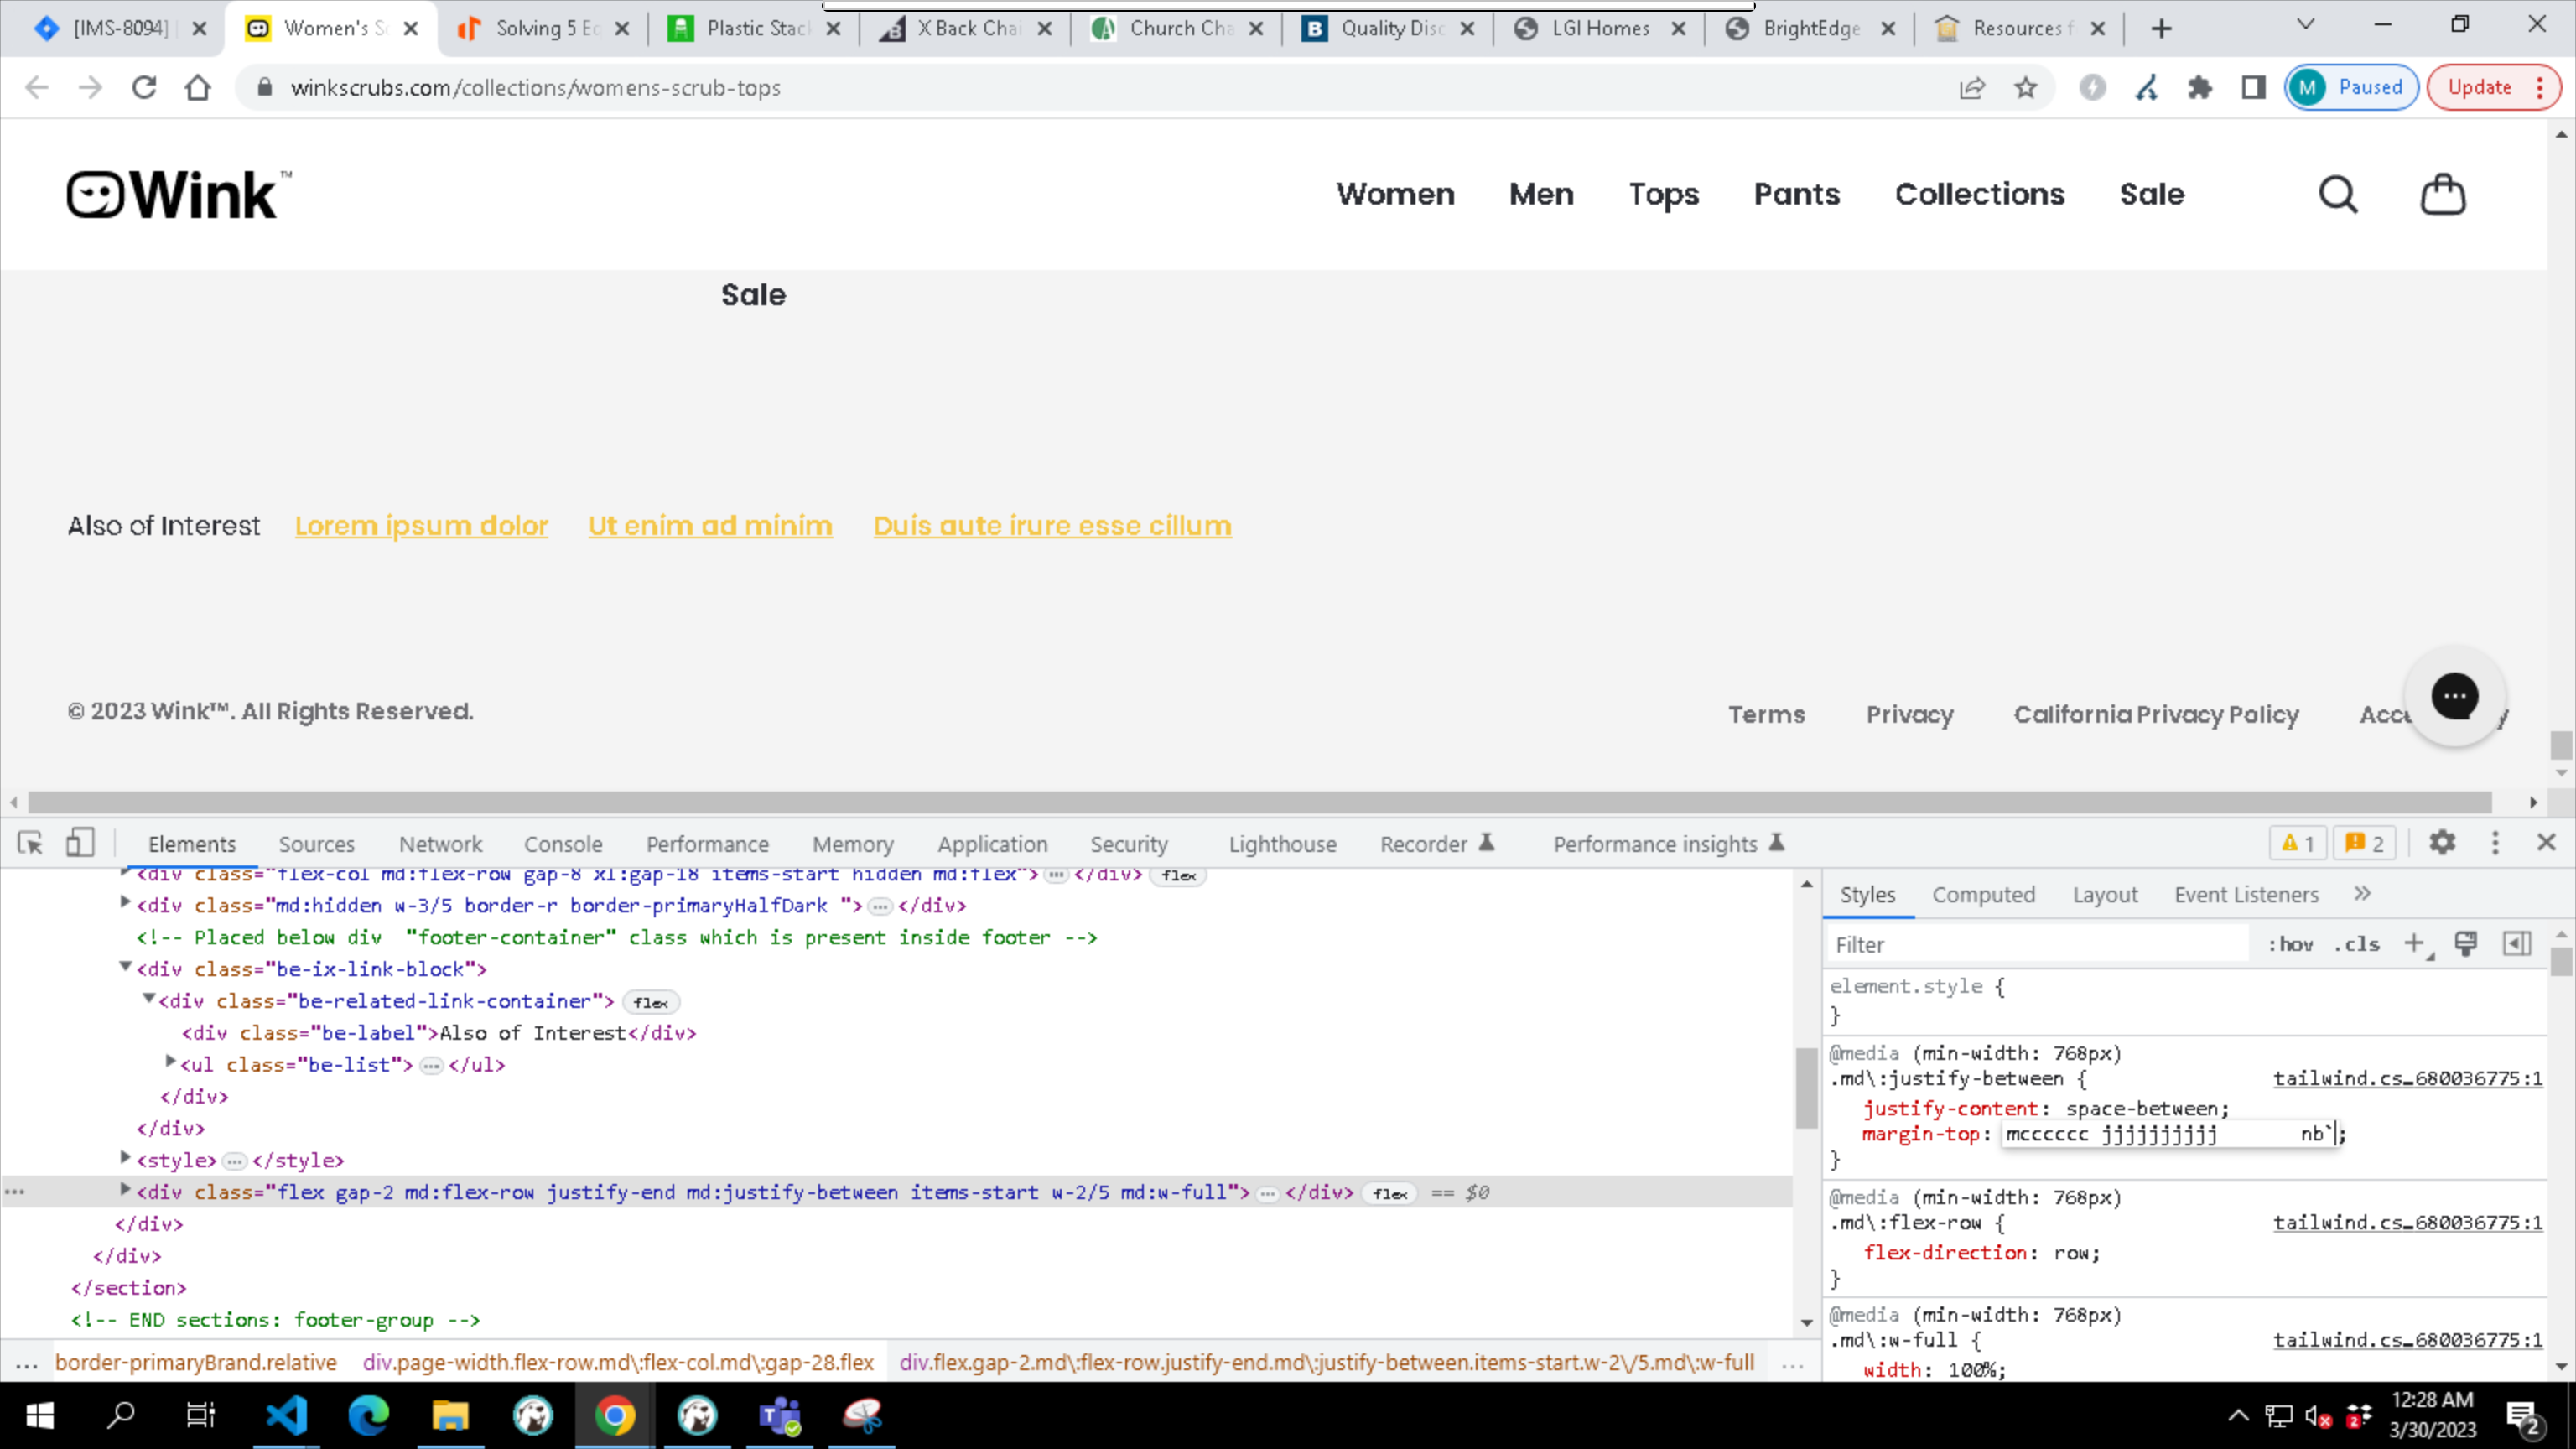 [IMS-8094]
Women's Sc
Solving 5 Ec
Plastic Stack
X Back Chai
Church Cha
Quality Disc
LGI Homes
BrightEdge
Resources f
winkscrubs.com/collections/womens-scrub-tops
M Paused
Update
Wink™
Women Men Tops Pants Collections Sale
Sale
Also of Interest Lorem ipsum dolor Ut enim ad minim Duis aute irure esse cillum
© 2023 Wink™. All Rights Reserved.
Terms Privacy California Privacy Policy
Elements Sources Network Console Performance Memory Application Security Lighthouse Recorder Performance insights 1 2
<div class="flex-col md:flex-row gap-8 xl:gap-18 items-start hidden md:flex">…</div> flex
<div class="md:hidden w-3/5 border-r border-primaryHalfDark ">…</div>
<!-- Placed below div "footer-container" class which is present inside footer -->
<div class="be-ix-link-block">
<div class="be-related-link-container"> flex
<div class="be-label">Also of Interest</div>
<ul class="be-list">…</ul>
</div>
</div>
<style>…</style>
<div class="flex gap-2 md:flex-row justify-end md:justify-between items-start w-2/5 md:w-full">…</div> flex == $0
</div>
</div>
</section>
<!-- END sections: footer-group -->
… border-primaryBrand.relative div.page-width.flex-row.md\:flex-col.md\:gap-28.flex div.flex.gap-2.md\:flex-row.justify-end.md\:justify-between.items-start.w-2\/5.md\:w-full …
Styles Computed Layout Event Listeners »
Filter :hov .cls +
element.style {
}
@media (min-width: 768px)
.md\:justify-between { tailwind.cs…680036775:1
justify-content: space-between;
margin-top: mcccccc jjjjjjjjjj nb`;
}
@media (min-width: 768px)
.md\:flex-row { tailwind.cs…680036775:1
flex-direction: row;
}
@media (min-width: 768px)
.md\:w-full { tailwind.cs…680036775:1
width: 100%;
12:28 AM
3/30/2023
2